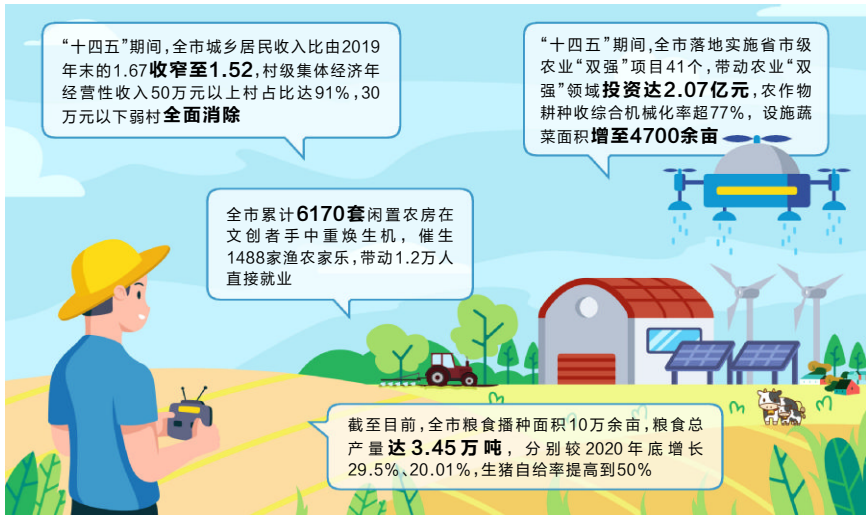 “十四五”期间,全市城乡居民收入比由2019
年末的1.67收窄至1.52,村级集体经济年
经营性收入50万元以上村占比达91%,30
万元以下弱村全面消除
“十四五”期间,全市落地实施省市级
农业“双强”项目41个,带动农业“双
强”领域投资达2.07亿元,农作物
耕种收综合机械化率超77%，设施蔬
菜面积增至4700余亩
全市累计6170套闲置农房在
文创者手中重焕生机，催生
1488家渔农家乐,带动1.2万人
直接就业
截至目前,全市粮食播种面积10万余亩,粮食总
产量达3.45万吨，分别较2020年底增长
29.5%、20.01%,生猪自给率提高到50%